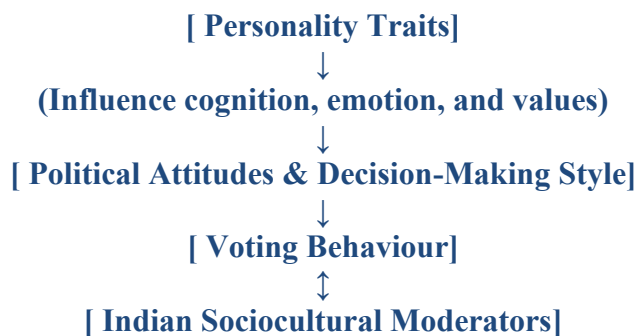 [ Personality Traits]
↓
(Influence cognition, emotion, and values)
↓
[ Political Attitudes & Decision-Making Style]
↓
[ Voting Behaviour]
↕
[ Indian Sociocultural Moderators]